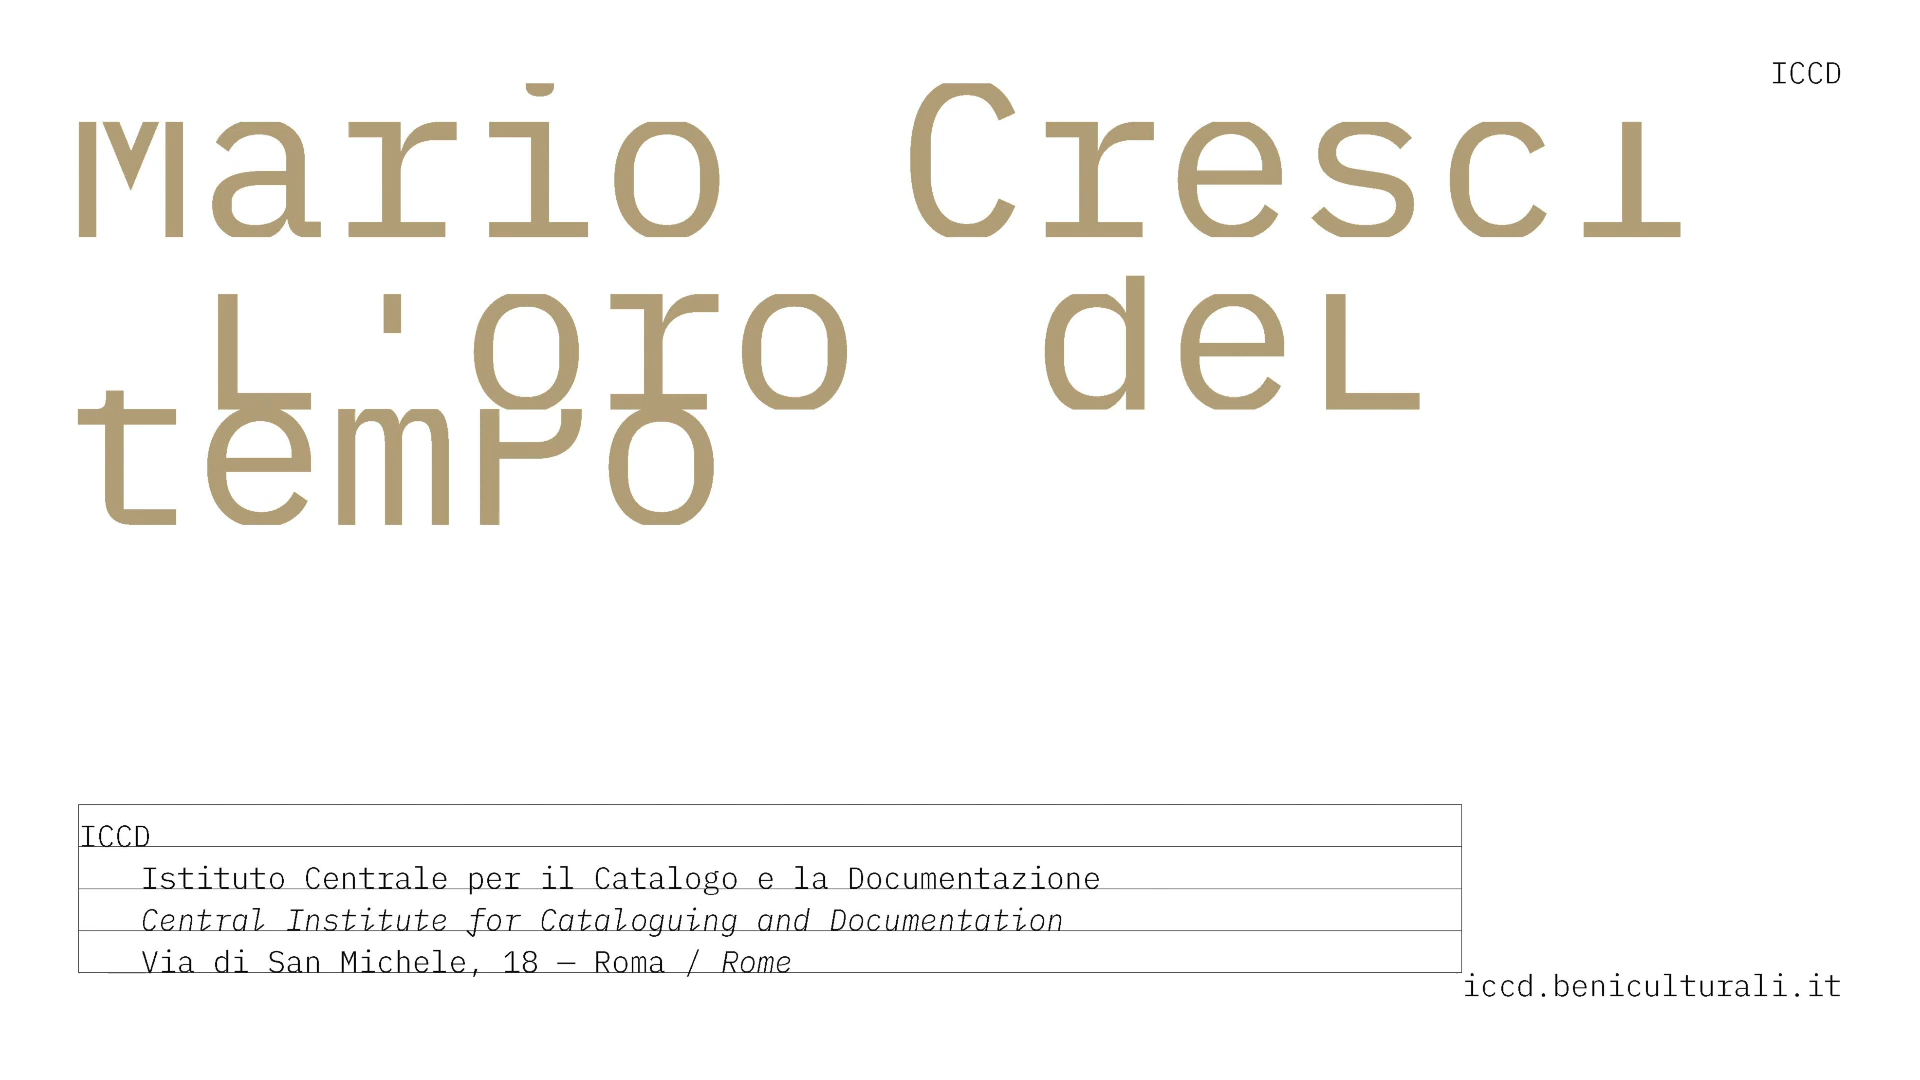 ICCD
Mario Cresci
L'oro del
tempo
ICCD
Istituto Centrale per il Catalogo e la Documentazione
Central Institute for Cataloguing and Documentation
Via di San Michele, 18 — Roma / Rome
iccd.beniculturali.it